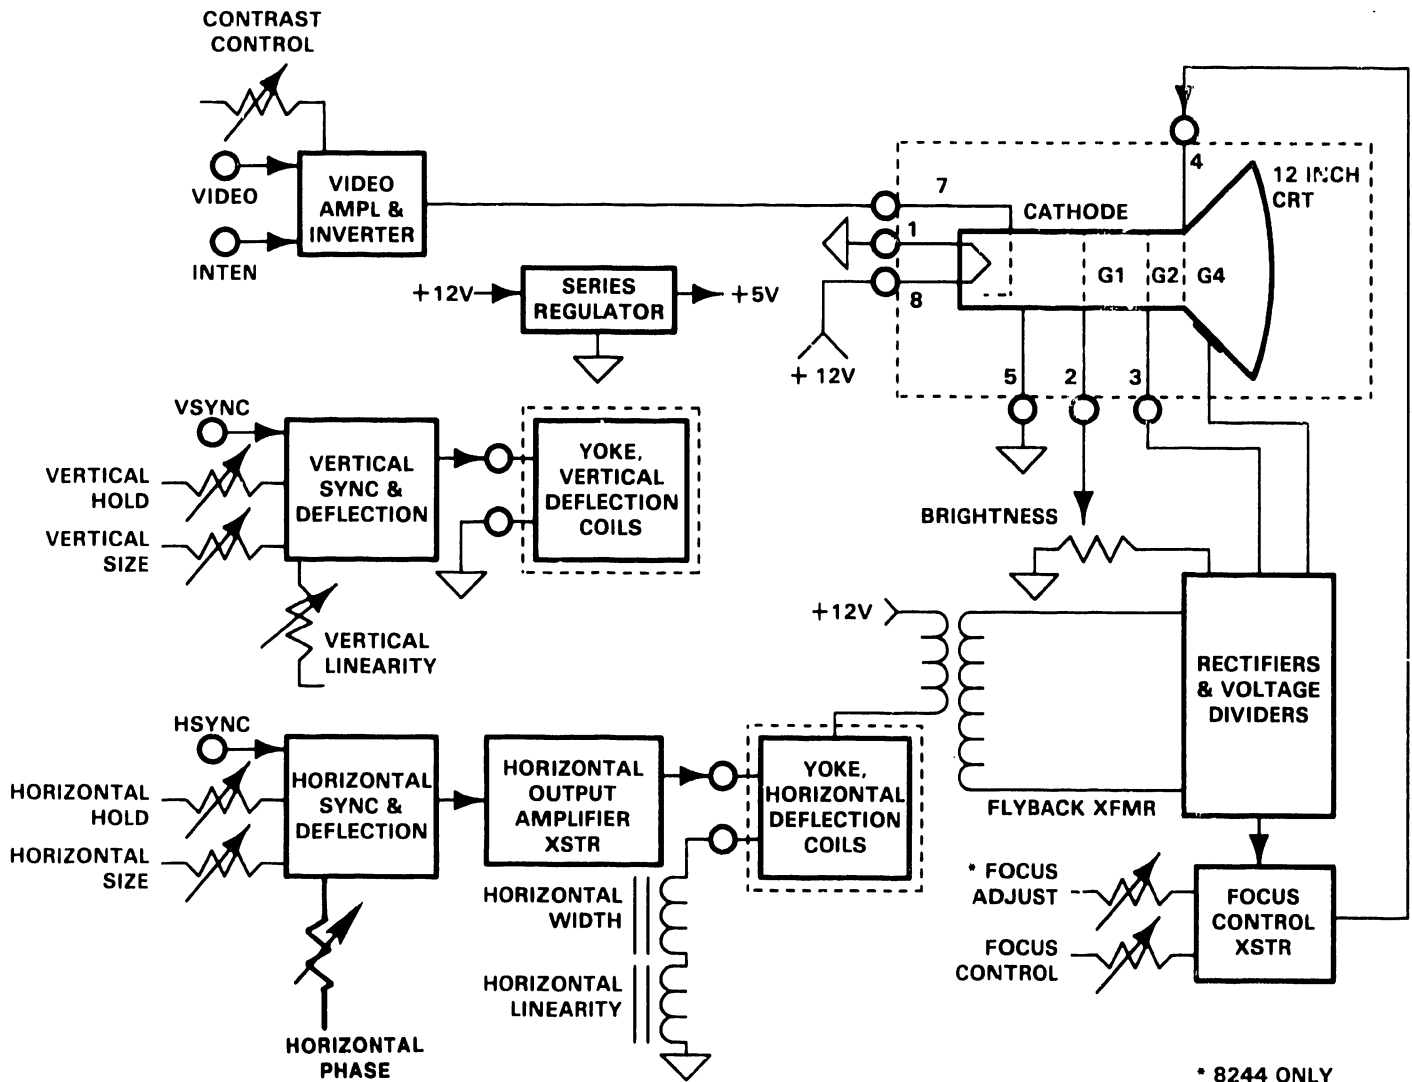 CONTRAST
CONTROL
VIDEO
INTEN
VIDEO
AMPL &
INVERTER
+12V
SERIES
REGULATOR
+5V
7
1
8
+ 12V
CATHODE
4
12 INCH
CRT
G1
G2
G4
5
2
3
BRIGHTNESS
VSYNC
VERTICAL
HOLD
VERTICAL
SIZE
VERTICAL
SYNC &
DEFLECTION
VERTICAL
LINEARITY
YOKE,
VERTICAL
DEFLECTION
COILS
+12V
FLYBACK XFMR
RECTIFIERS
& VOLTAGE
DIVIDERS
HSYNC
HORIZONTAL
HOLD
HORIZONTAL
SIZE
HORIZONTAL
SYNC &
DEFLECTION
HORIZONTAL
PHASE
HORIZONTAL
OUTPUT
AMPLIFIER
XSTR
YOKE,
HORIZONTAL
DEFLECTION
COILS
HORIZONTAL
WIDTH
HORIZONTAL
LINEARITY
* FOCUS
ADJUST
FOCUS
CONTROL
FOCUS
CONTROL
XSTR
* 8244 ONLY